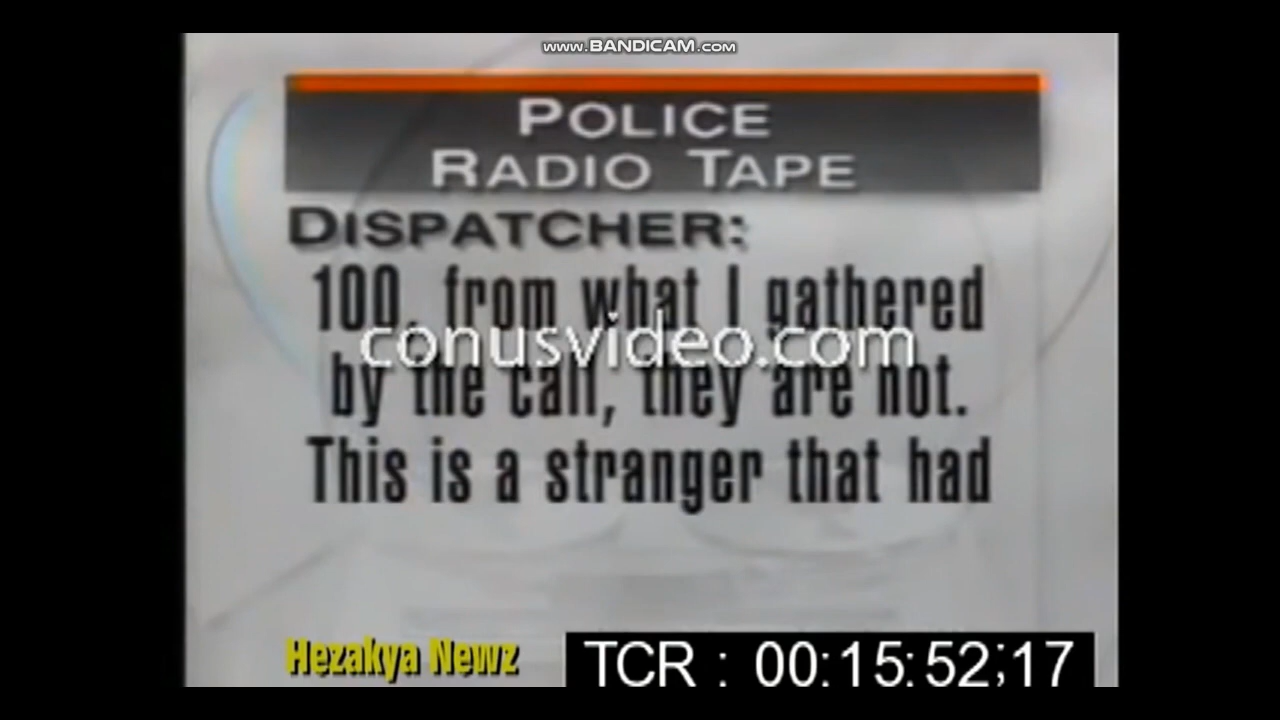 www.BANDICAM.com
POLICE
RADIO TAPE
DISPATCHER:
100, from what I gathered
conusvideo.com
by the call, they are not.
This is a stranger that had
Hezakya Newz
TCR : 00:15:52;17